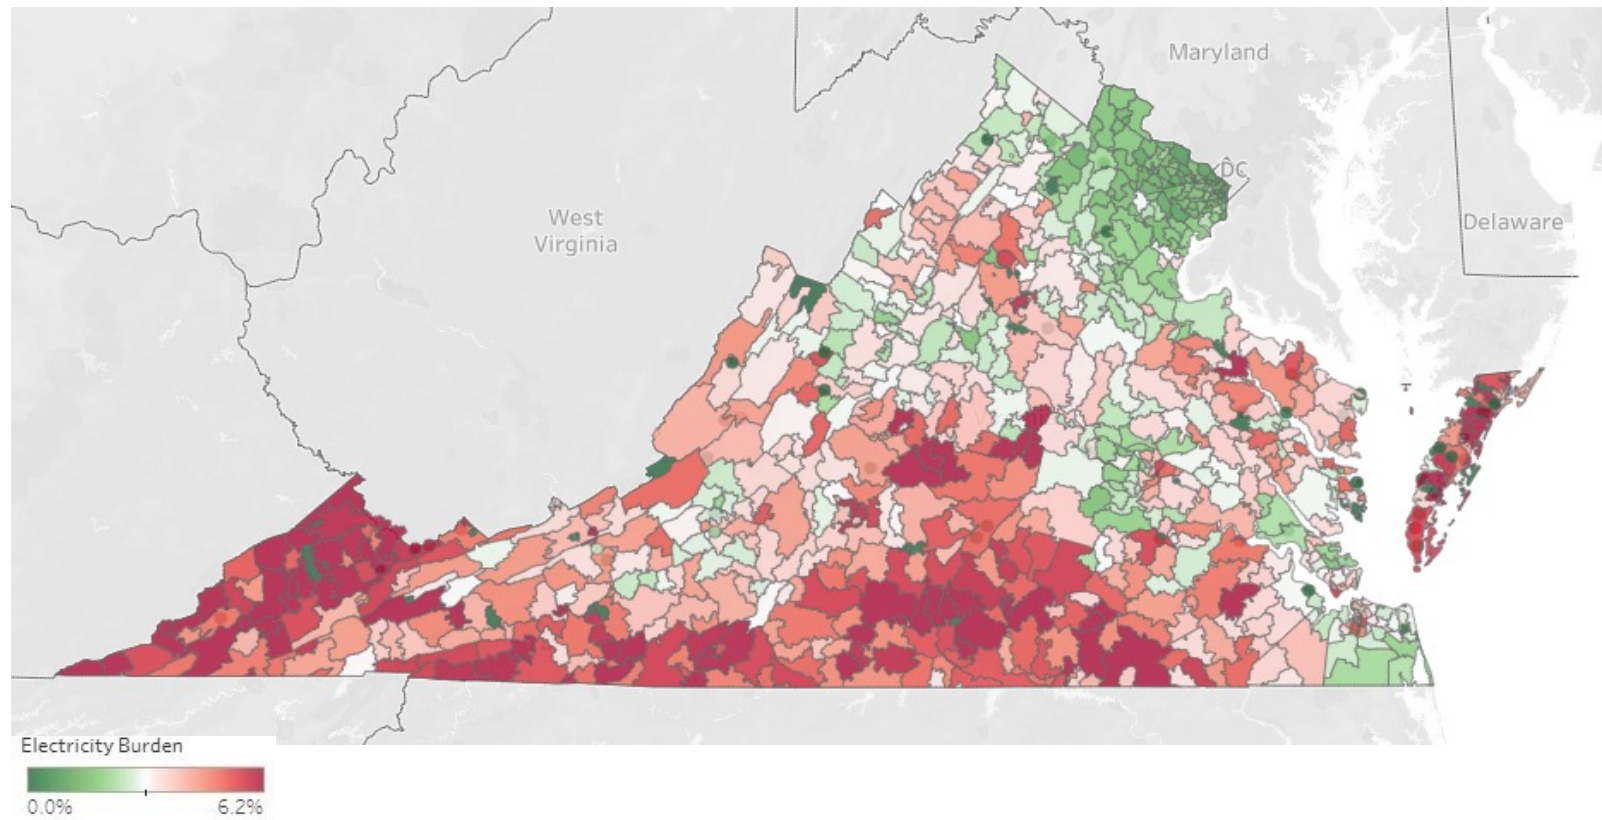 Maryland
DC
West
Virginia
Delaware
Electricity Burden
0.0%
6.2%